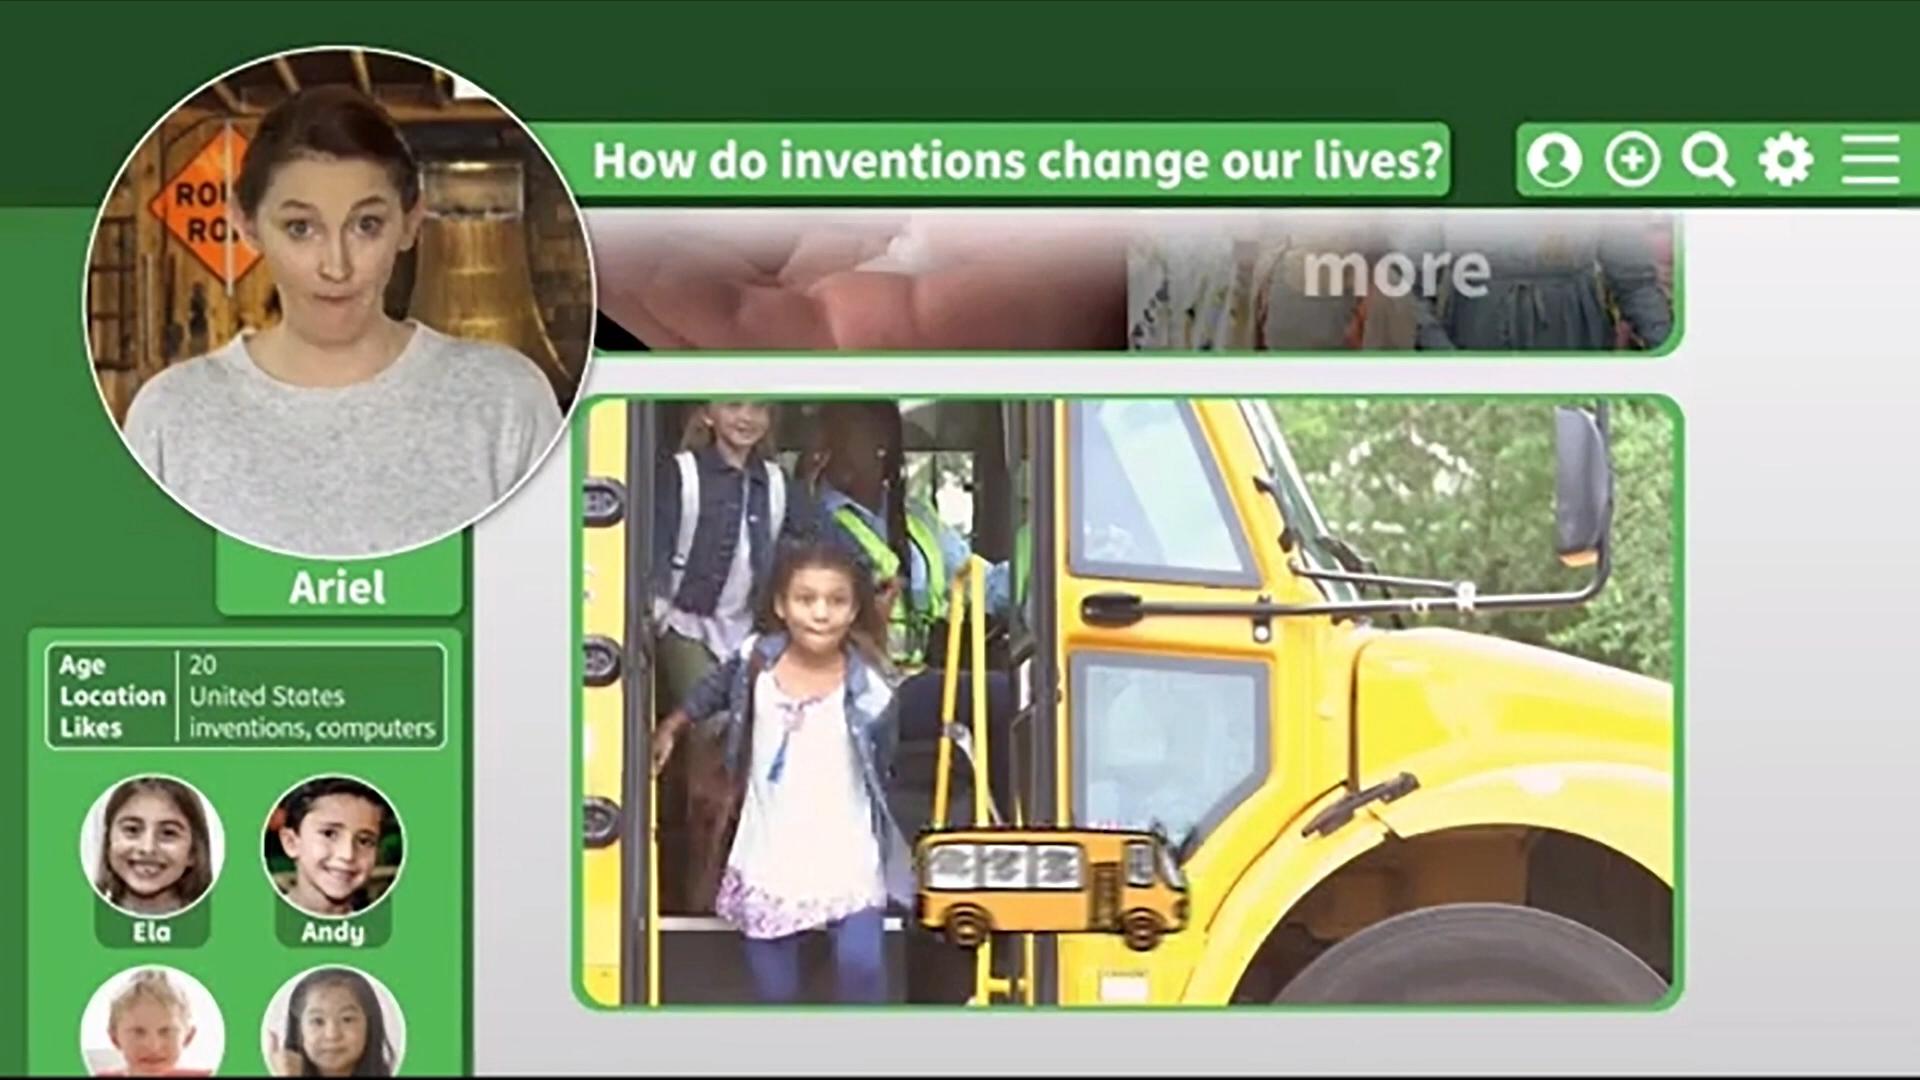 How do inventions change our lives?
more
Ariel
Age 20
Location United States
Likes inventions, computers
Ela
Andy